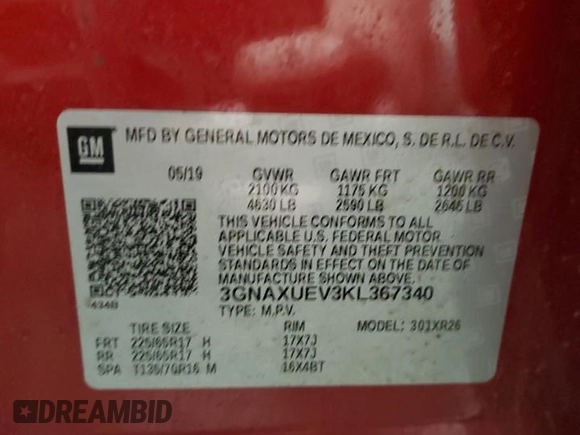 GM
MFD BY GENERAL MOTORS DE MEXICO, S. DE R.L. DE C.V.
05/19 GVWR GAWR FRT GAWR RR
2100 KG 1175 KG 1200 KG
4630 LB 2590 LB 2646 LB
THIS VEHICLE CONFORMS TO ALL
APPLICABLE U.S. FEDERAL MOTOR
VEHICLE SAFETY AND THEFT PREVENTION
STANDARDS IN EFFECT ON THE DATE OF
MANUFACTURE SHOWN ABOVE.
4348 3GNAXUEV3KL367340
TYPE: M.P.V.
TIRE SIZE RIM MODEL: 301XR26
FRT 225/65R17 H 17X7J
RR 225/65R17 H 17X7J
SPA T135/70R16 M 16X4BT
DREAMBID